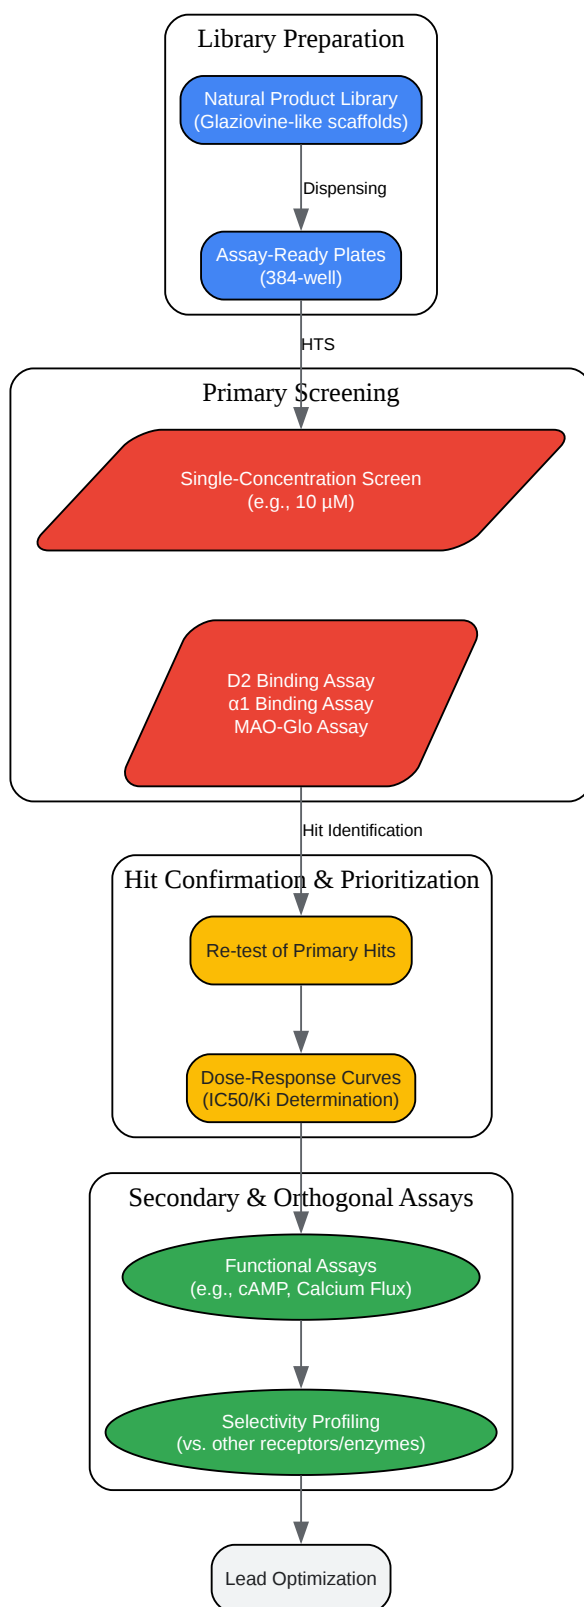 Library Preparation
Natural Product Library
(Glaziovine-like scaffolds)
Dispensing
Assay-Ready Plates
(384-well)
HTS
Primary Screening
Single-Concentration Screen
(e.g., 10 µM)
D2 Binding Assay
α1 Binding Assay
MAO-Glo Assay
Hit Identification
Hit Confirmation & Prioritization
Re-test of Primary Hits
Dose-Response Curves
(IC50/Ki Determination)
Secondary & Orthogonal Assays
Functional Assays
(e.g., cAMP, Calcium Flux)
Selectivity Profiling
(vs. other receptors/enzymes)
Lead Optimization